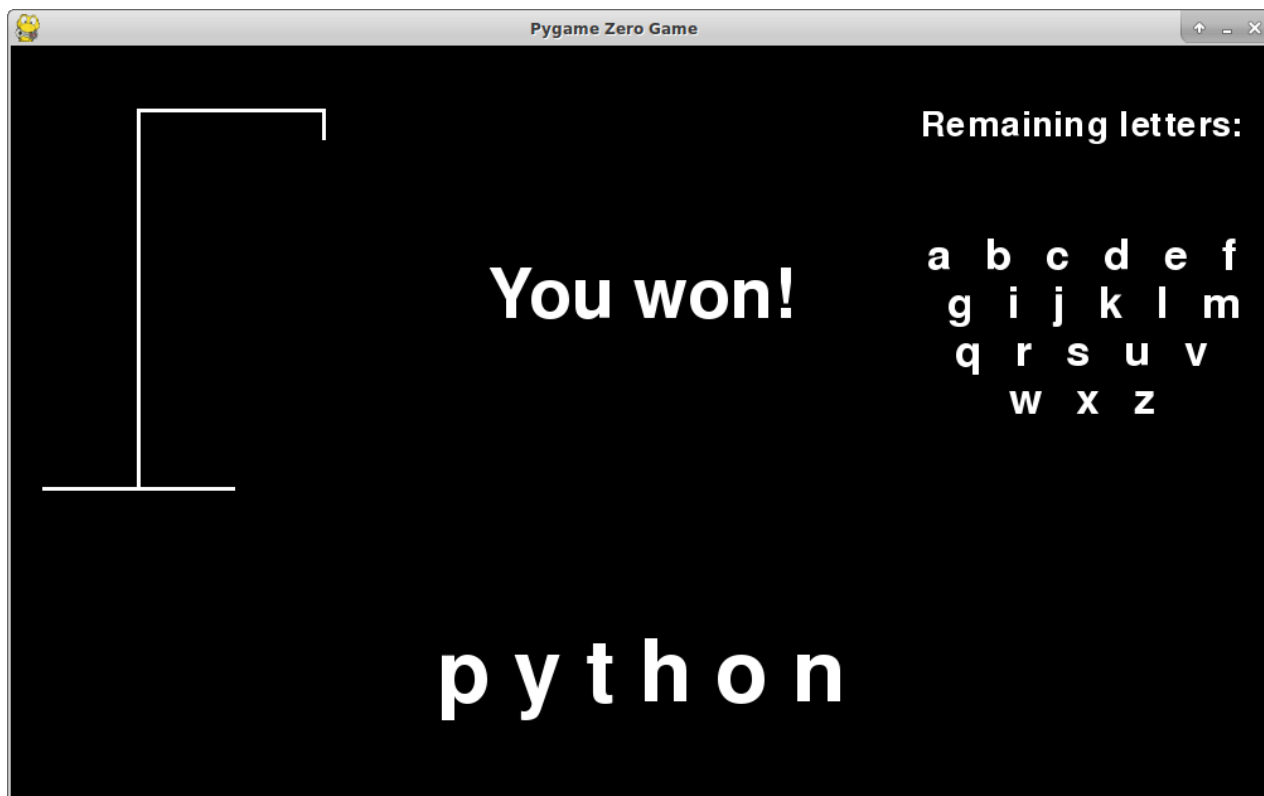 Pygame Zero Game
Remaining letters:
a b c d e f
g i j k l m
q r s u v
w x z
You won!
p y t h o n